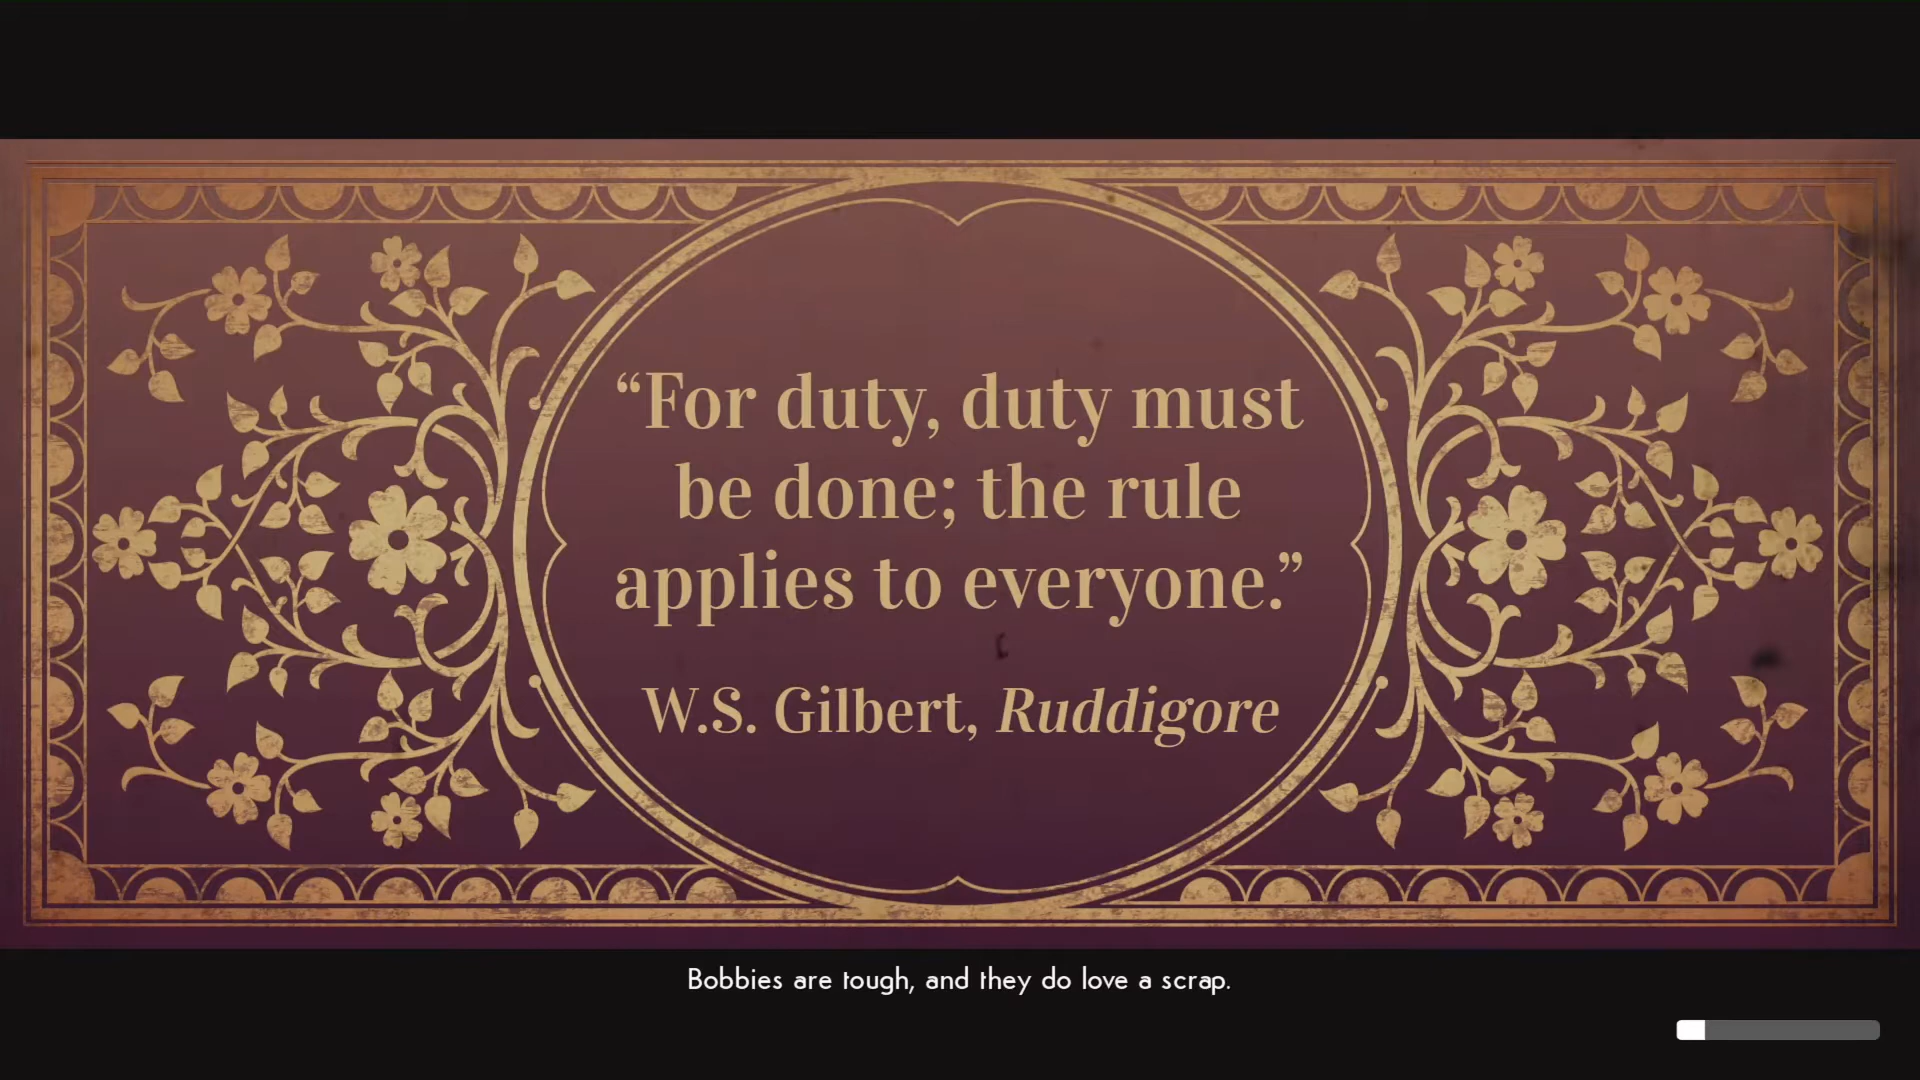 “For duty, duty must
be done; the rule
applies to everyone.”
W.S. Gilbert, Ruddigore
Bobbies are tough, and they do love a scrap.